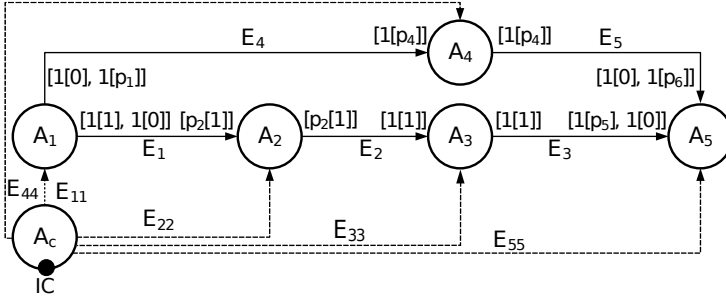 E₄ [1[p₄]] A₄ [1[p₄]] E₅
[1[0], 1[p₁]] [1[0], 1[p₆]]
A₁ [1[1], 1[0]] [p₂[1]] A₂ [p₂[1]] [1[1]] A₃ [1[1]] [1[p₅], 1[0]] A₅
E₁ E₂ E₃
E₄₄ E₁₁
A꜀ E₂₂ E₃₃ E₅₅
IC